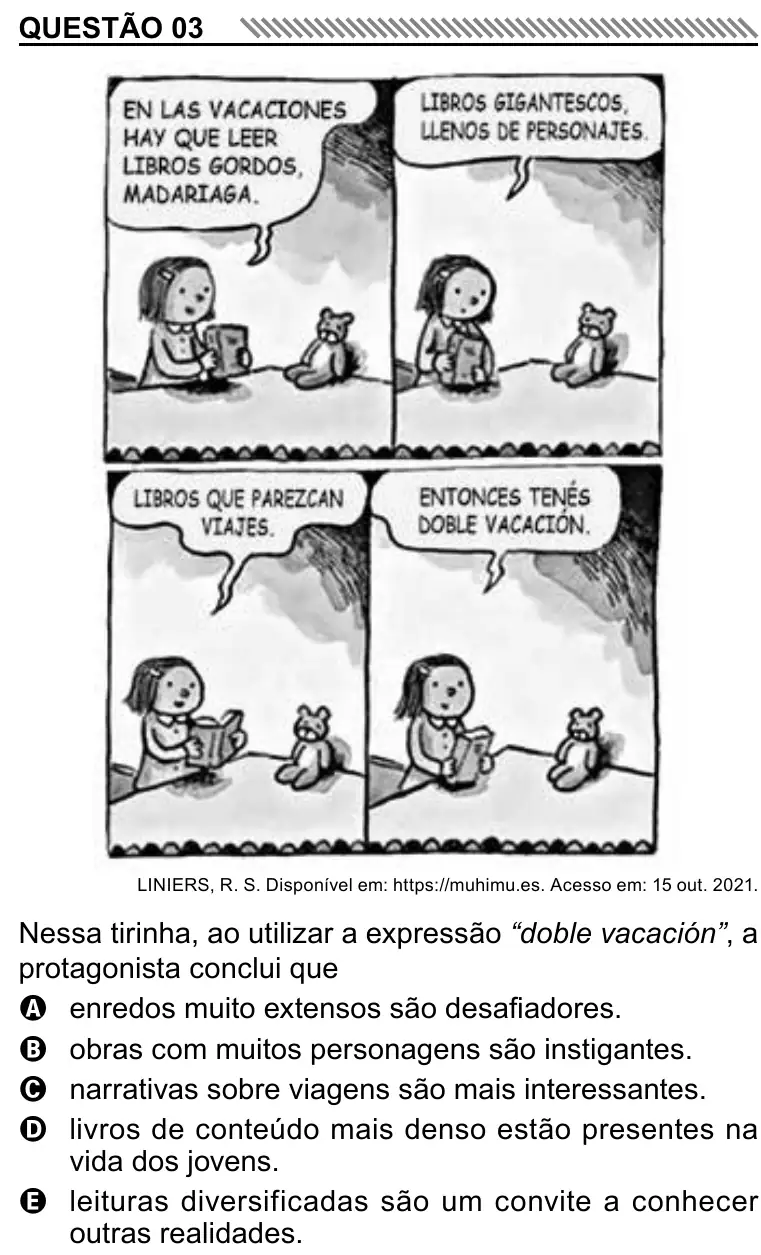 QUESTÃO 03
EN LAS VACACIONES
HAY QUE LEER
LIBROS GORDOS,
MADARIAGA.
LIBROS GIGANTESCOS,
LLENOS DE PERSONAJES.
LIBROS QUE PAREZCAN
VIAJES.
ENTONCES TENÉS
DOBLE VACACIÓN.
LINIERS, R. S. Disponível em: https://muhimu.es. Acesso em: 15 out. 2021.
Nessa tirinha, ao utilizar a expressão “doble vacación”, a
protagonista conclui que
A enredos muito extensos são desafiadores.
B obras com muitos personagens são instigantes.
C narrativas sobre viagens são mais interessantes.
D livros de conteúdo mais denso estão presentes na
vida dos jovens.
E leituras diversificadas são um convite a conhecer
outras realidades.